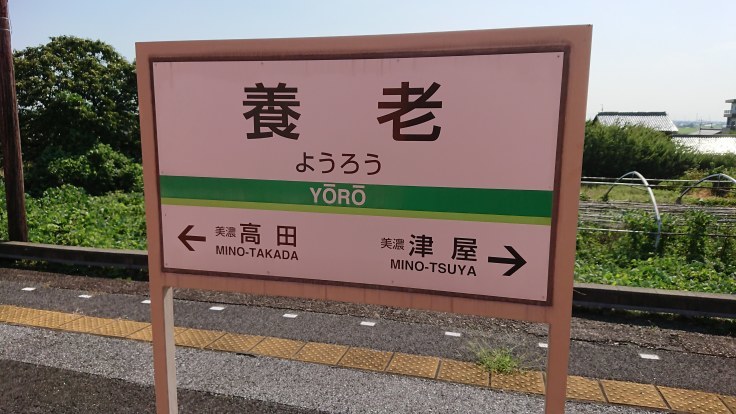 養老
ようろう
YŌRŌ
← 美濃高田
MINO-TAKADA
美濃津屋 →
MINO-TSUYA